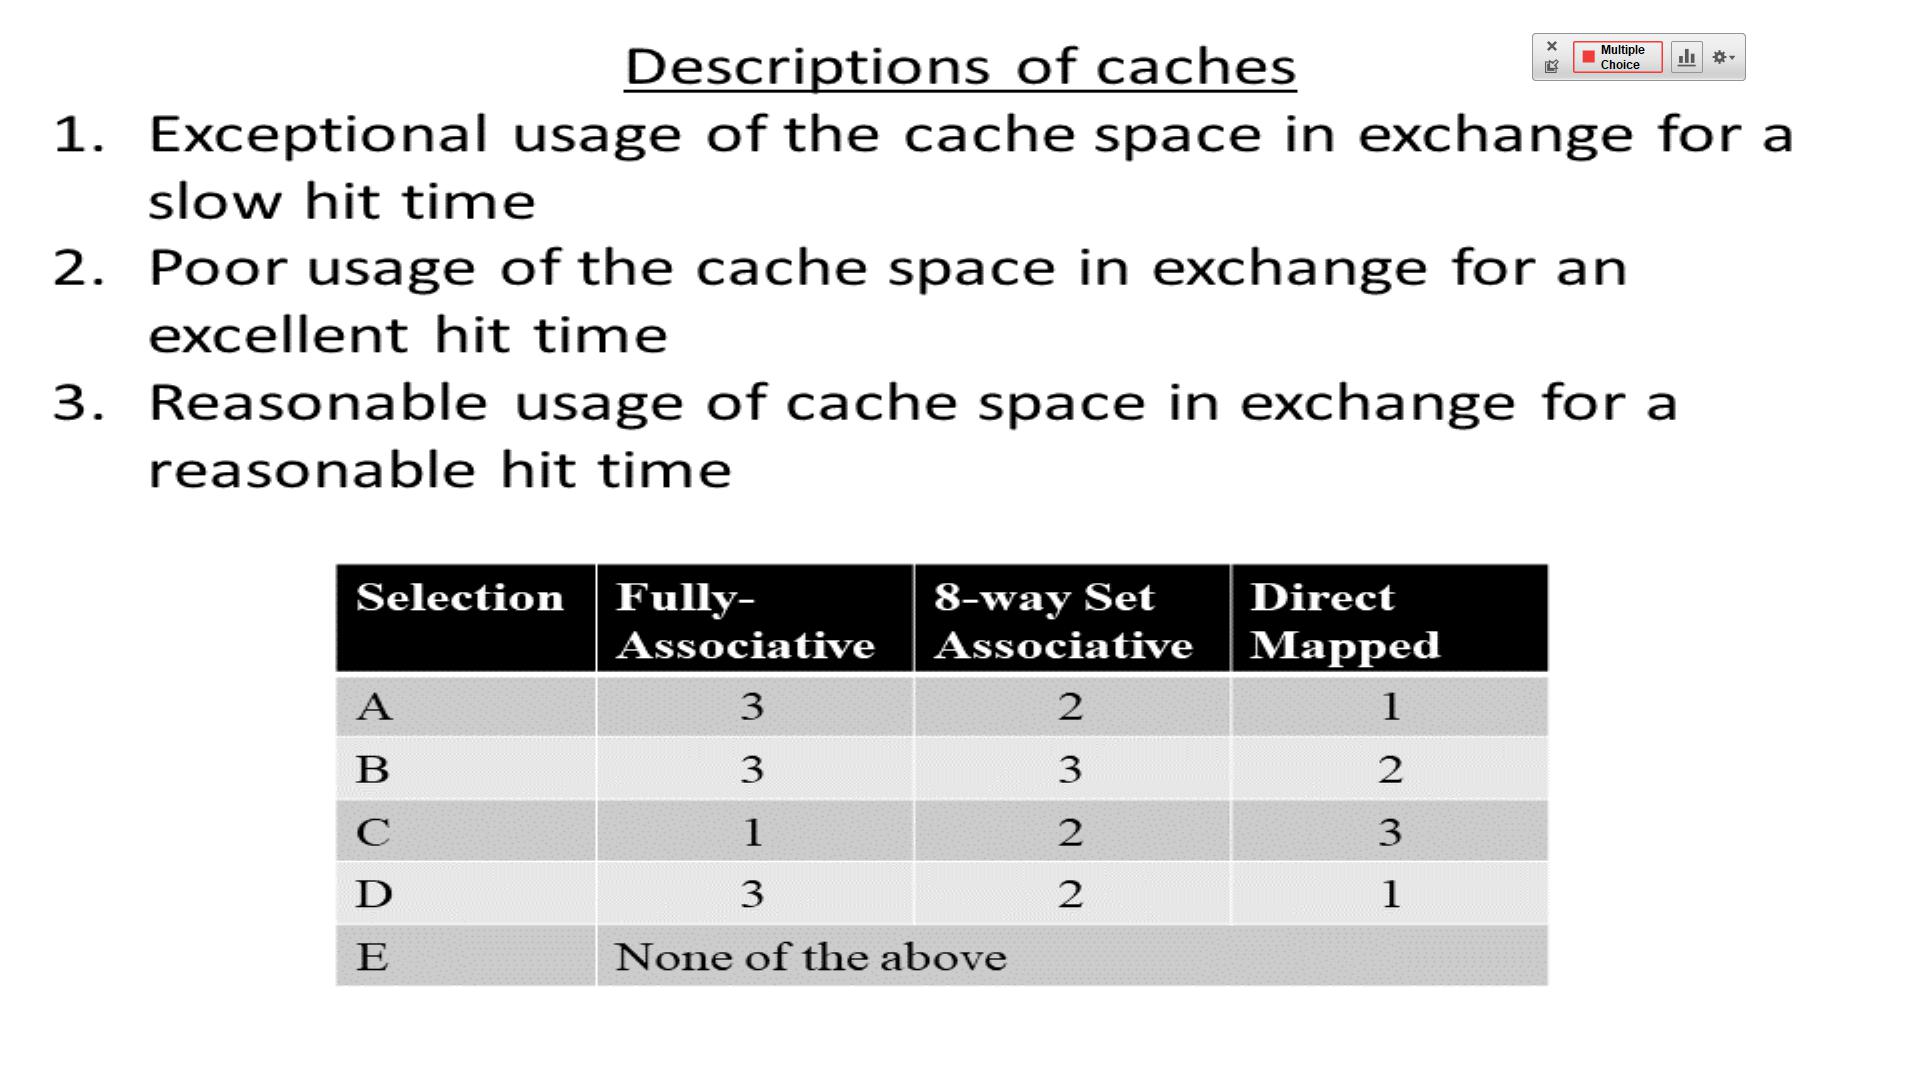 Descriptions of caches
Multiple
Choice
1. Exceptional usage of the cache space in exchange for a
slow hit time
2. Poor usage of the cache space in exchange for an
excellent hit time
3. Reasonable usage of cache space in exchange for a
reasonable hit time
Selection Fully- 8-way Set Direct
Associative Associative Mapped
A 3 2 1
B 3 3 2
C 1 2 3
D 3 2 1
E None of the above